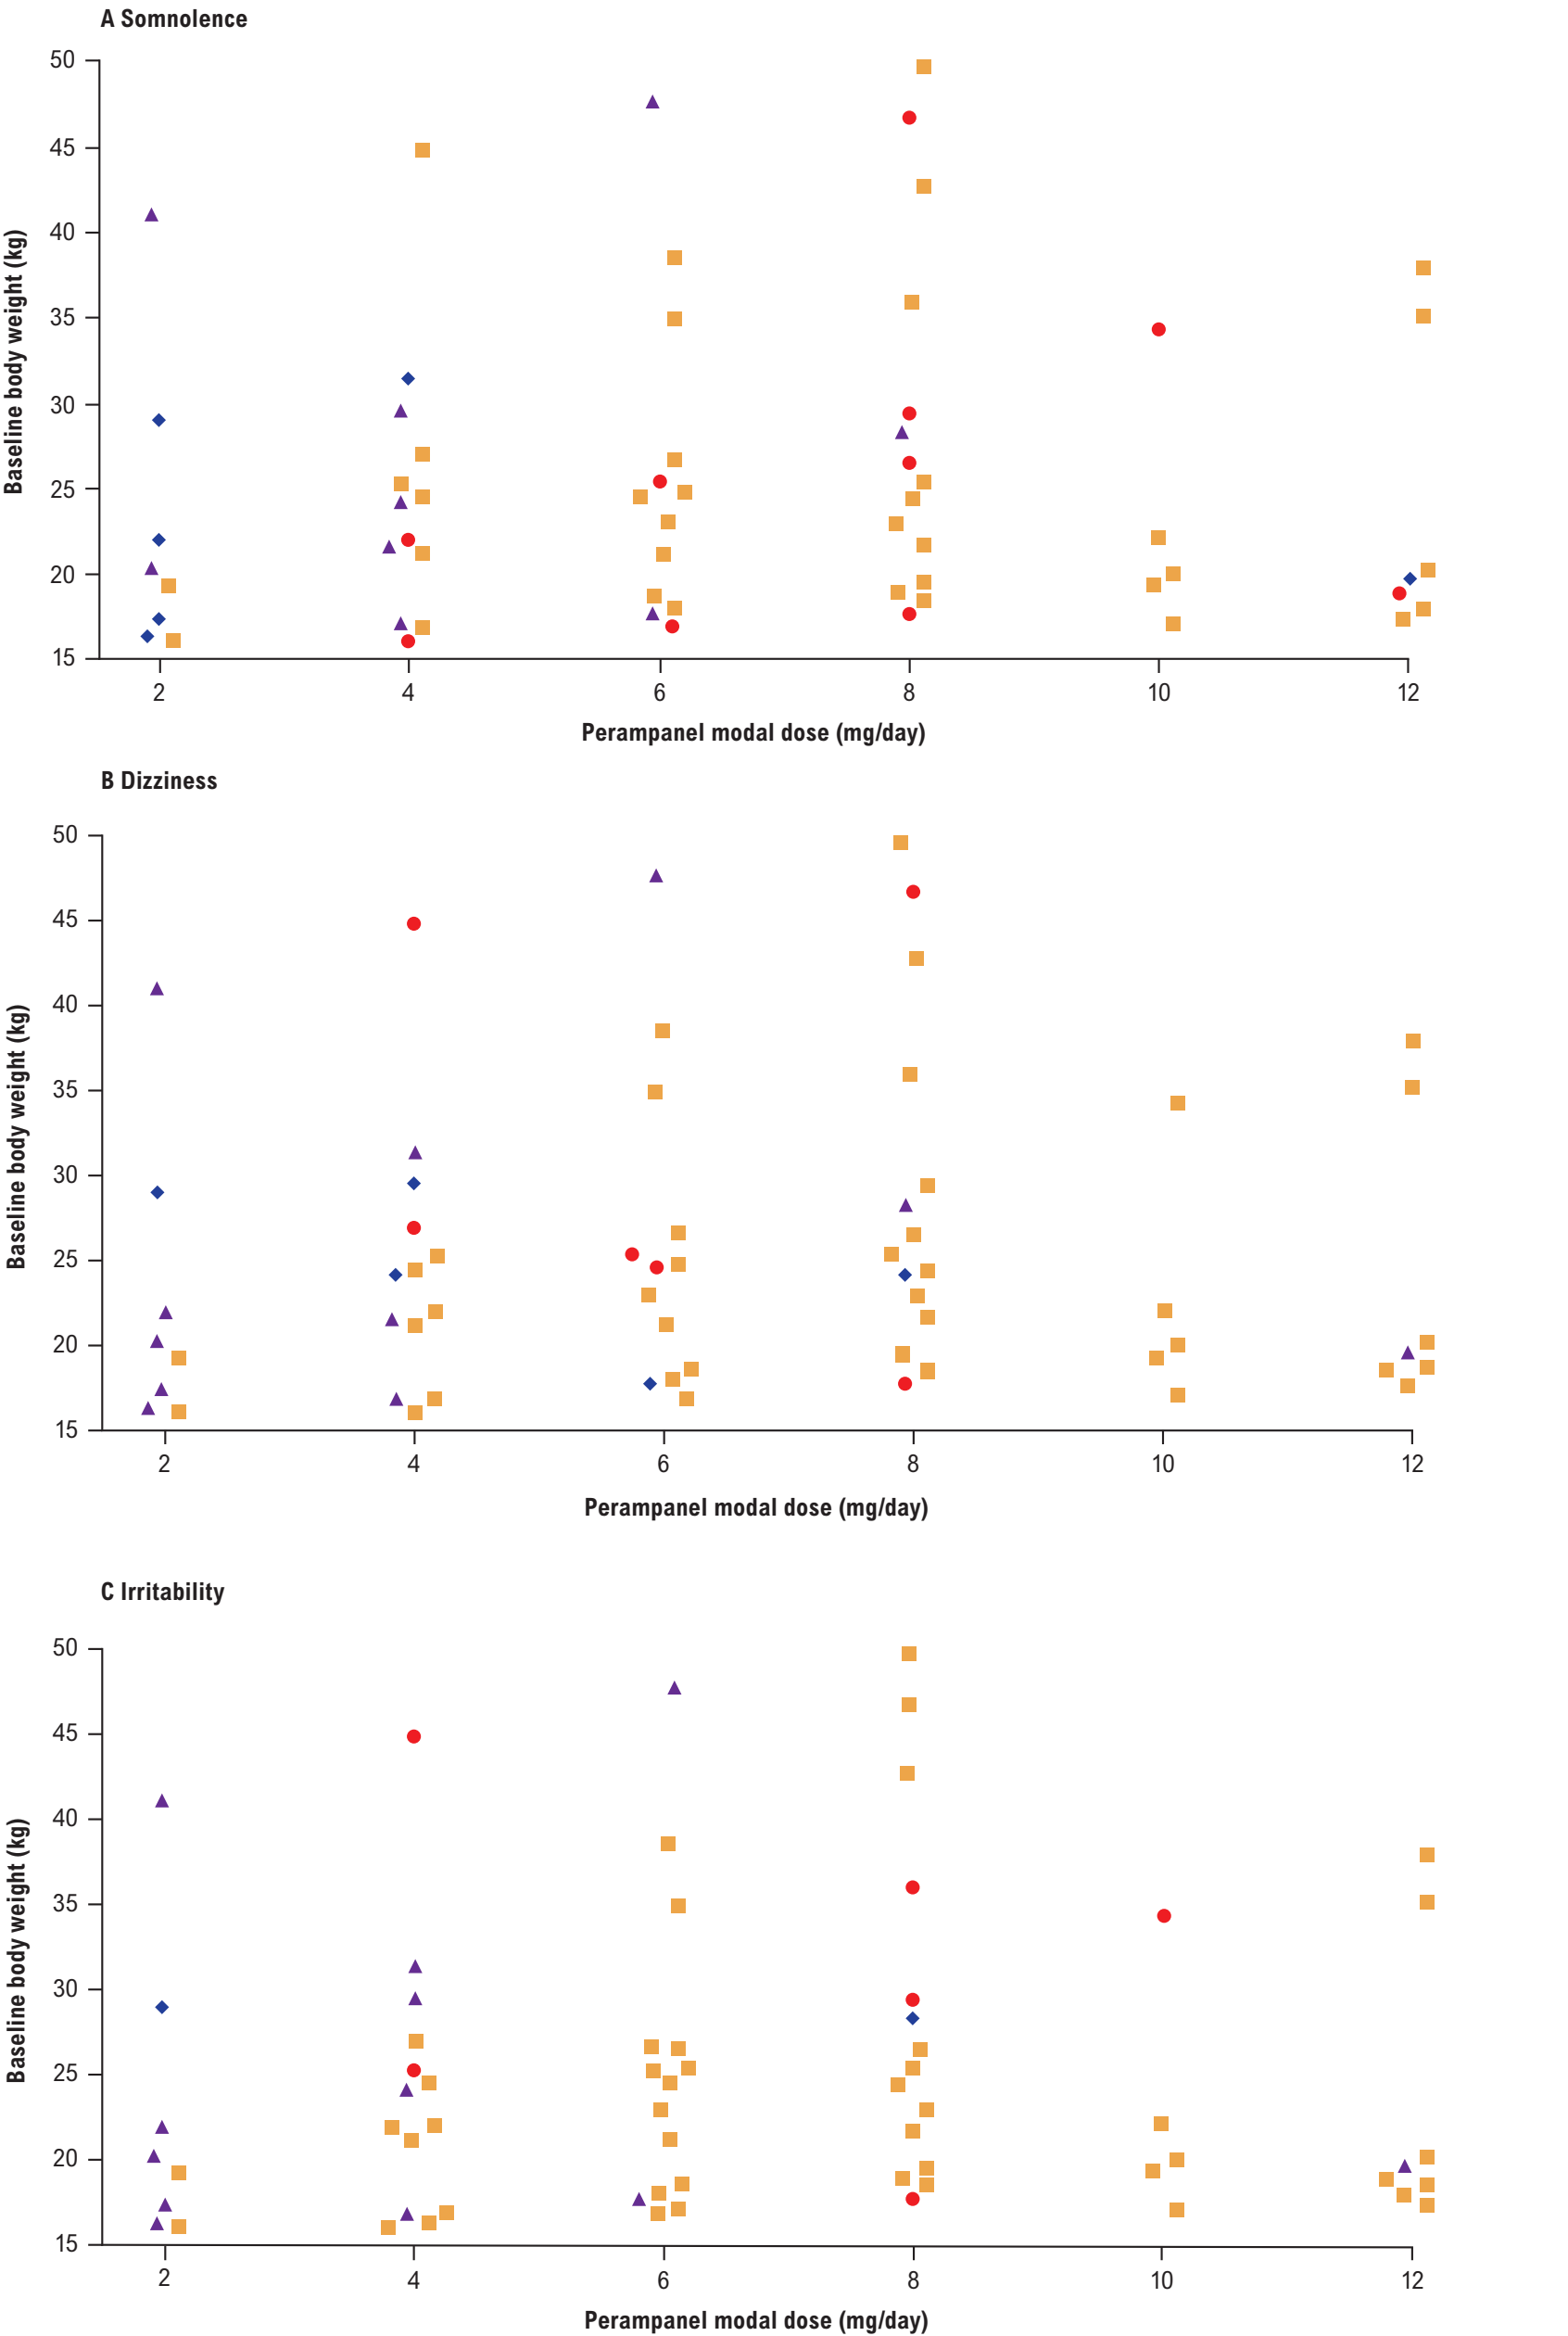 A Somnolence
50
45
40
35
30
25
20
15
Baseline body weight (kg)
2 4 6 8 10 12
Perampanel modal dose (mg/day)
B Dizziness
50
45
40
35
30
25
20
15
Baseline body weight (kg)
2 4 6 8 10 12
Perampanel modal dose (mg/day)
C Irritability
50
45
40
35
30
25
20
15
Baseline body weight (kg)
2 4 6 8 10 12
Perampanel modal dose (mg/day)